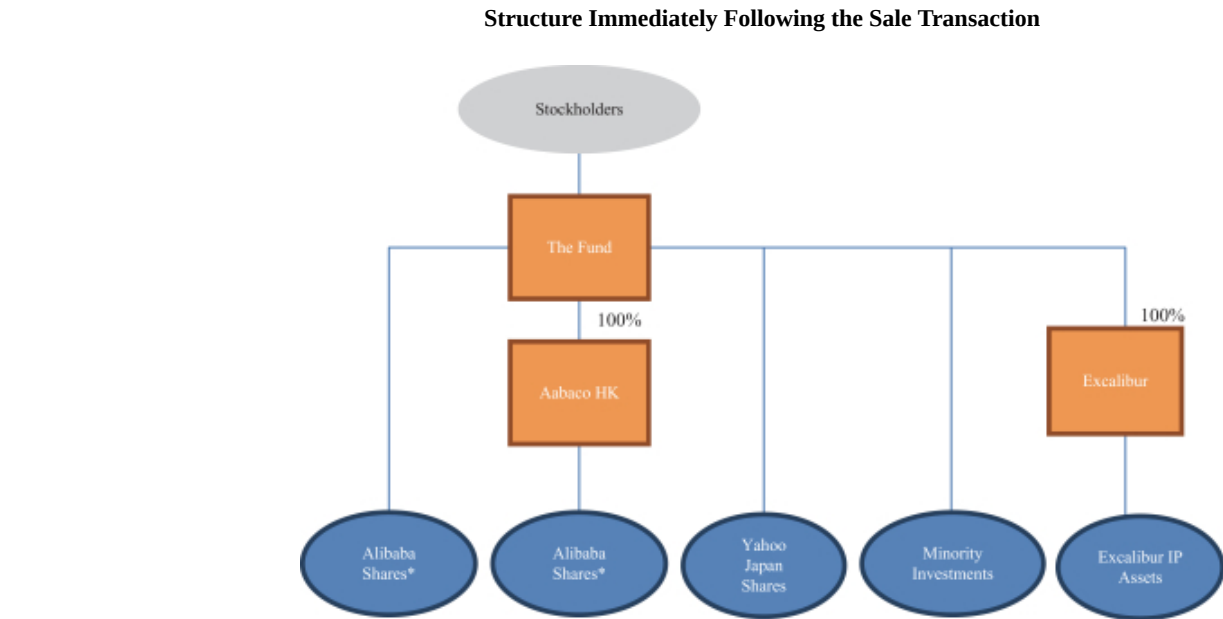 Structure Immediately Following the Sale Transaction
Stockholders
The Fund
100%
100%
Aabaco HK
Excalibur
Alibaba
Shares*
Alibaba
Shares*
Yahoo
Japan
Shares
Minority
Investments
Excalibur IP
Assets